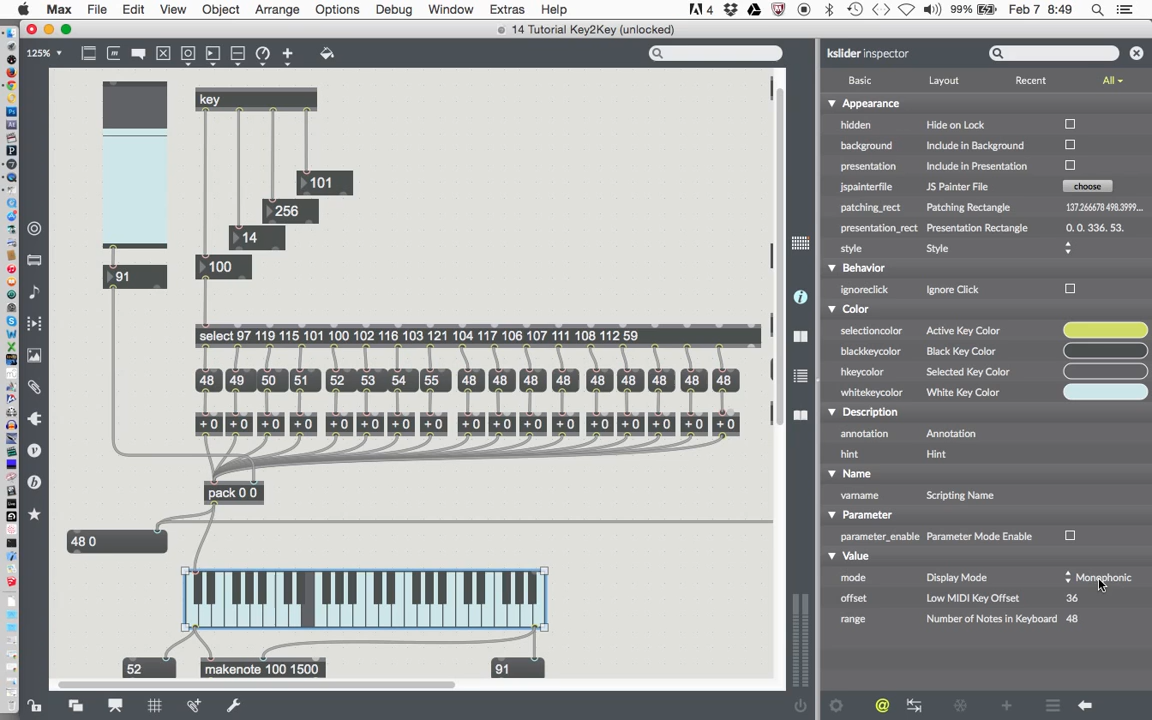 Max File Edit View Object Arrange Options Debug Window Extras Help 4 99% Feb 7 8:49
14 Tutorial Key2Key (unlocked)
125%
key
101
256
14
100
91
select 97 119 115 101 100 102 116 103 121 104 117 106 107 111 108 112 59
48 49 50 51 52 53 54 55 48 48 48 48 48 48 48 48 48
+ 0 + 0 + 0 + 0 + 0 + 0 + 0 + 0 + 0 + 0 + 0 + 0 + 0 + 0 + 0 + 0 + 0
pack 0 0
48 0
52 makenote 100 1500 91
kslider inspector
Basic Layout Recent All
Appearance
hidden Hide on Lock
background Include in Background
presentation Include in Presentation
jspainterfile JS Painter File choose
patching_rect Patching Rectangle 137.266678 498.3999...
presentation_rect Presentation Rectangle 0. 0. 336. 53.
style Style
Behavior
ignoreclick Ignore Click
Color
selectioncolor Active Key Color
blackkeycolor Black Key Color
hkeycolor Selected Key Color
whitekeycolor White Key Color
Description
annotation Annotation
hint Hint
Name
varname Scripting Name
Parameter
parameter_enable Parameter Mode Enable
Value
mode Display Mode Monophonic
offset Low MIDI Key Offset 36
range Number of Notes in Keyboard 48